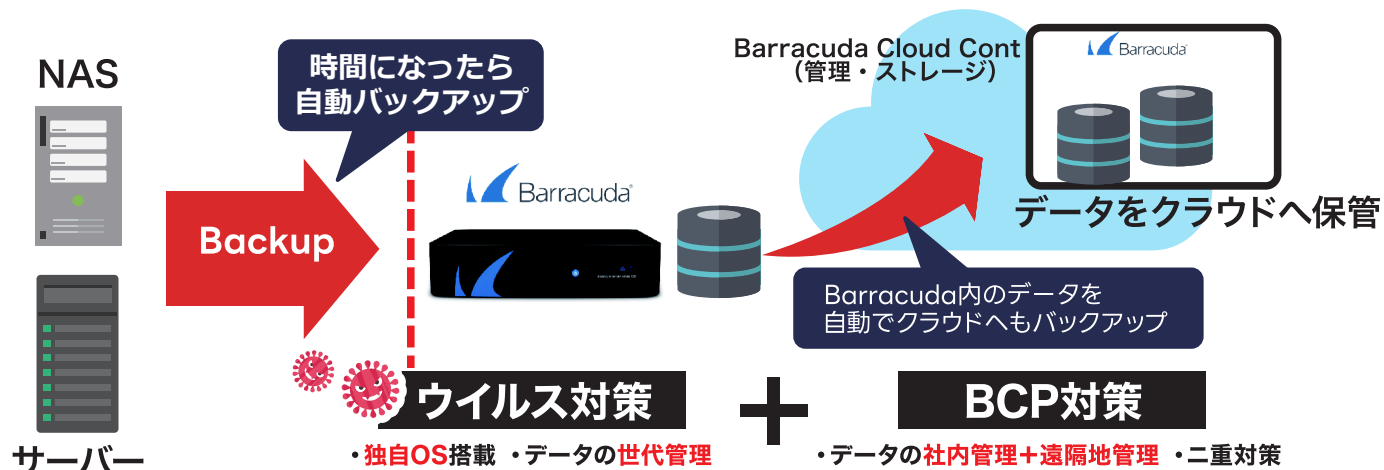 NAS
サーバー
時間になったら
自動バックアップ
Backup
Barracuda
Barracuda Cloud Cont
（管理・ストレージ）
Barracuda
データをクラウドへ保管
Barracuda内のデータを
自動でクラウドへもバックアップ
ウイルス対策
・独自OS搭載 ・データの世代管理
＋
BCP対策
・データの社内管理＋遠隔地管理 ・二重対策